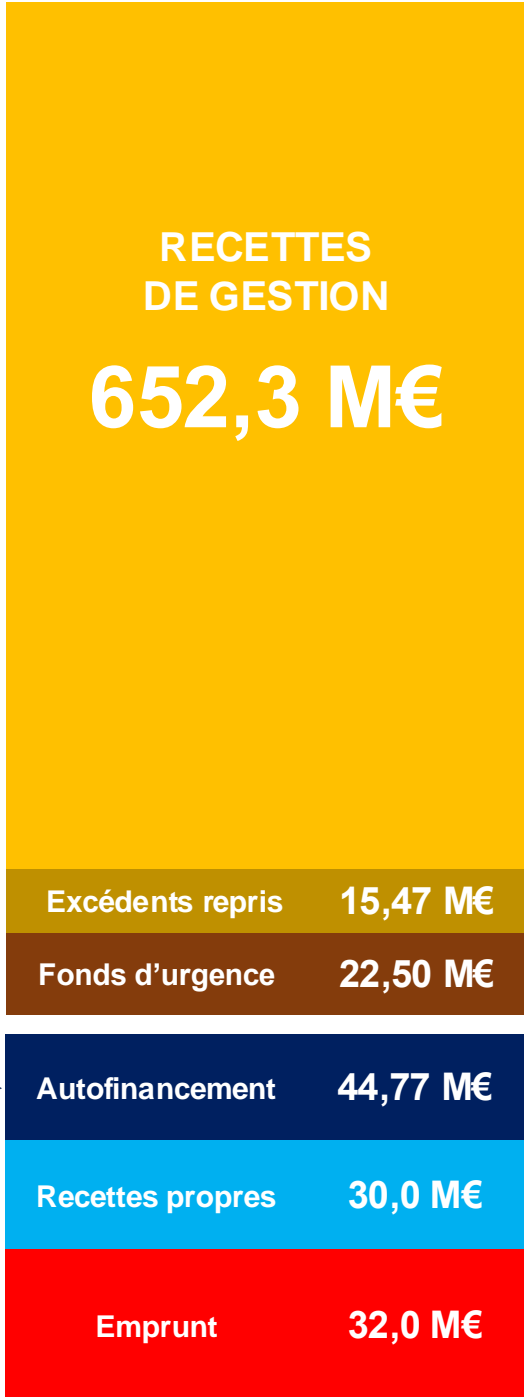 RECETTES
DE GESTION
652,3 M€
Excédents repris 15,47 M€
Fonds d’urgence 22,50 M€
Autofinancement 44,77 M€
Recettes propres 30,0 M€
Emprunt 32,0 M€